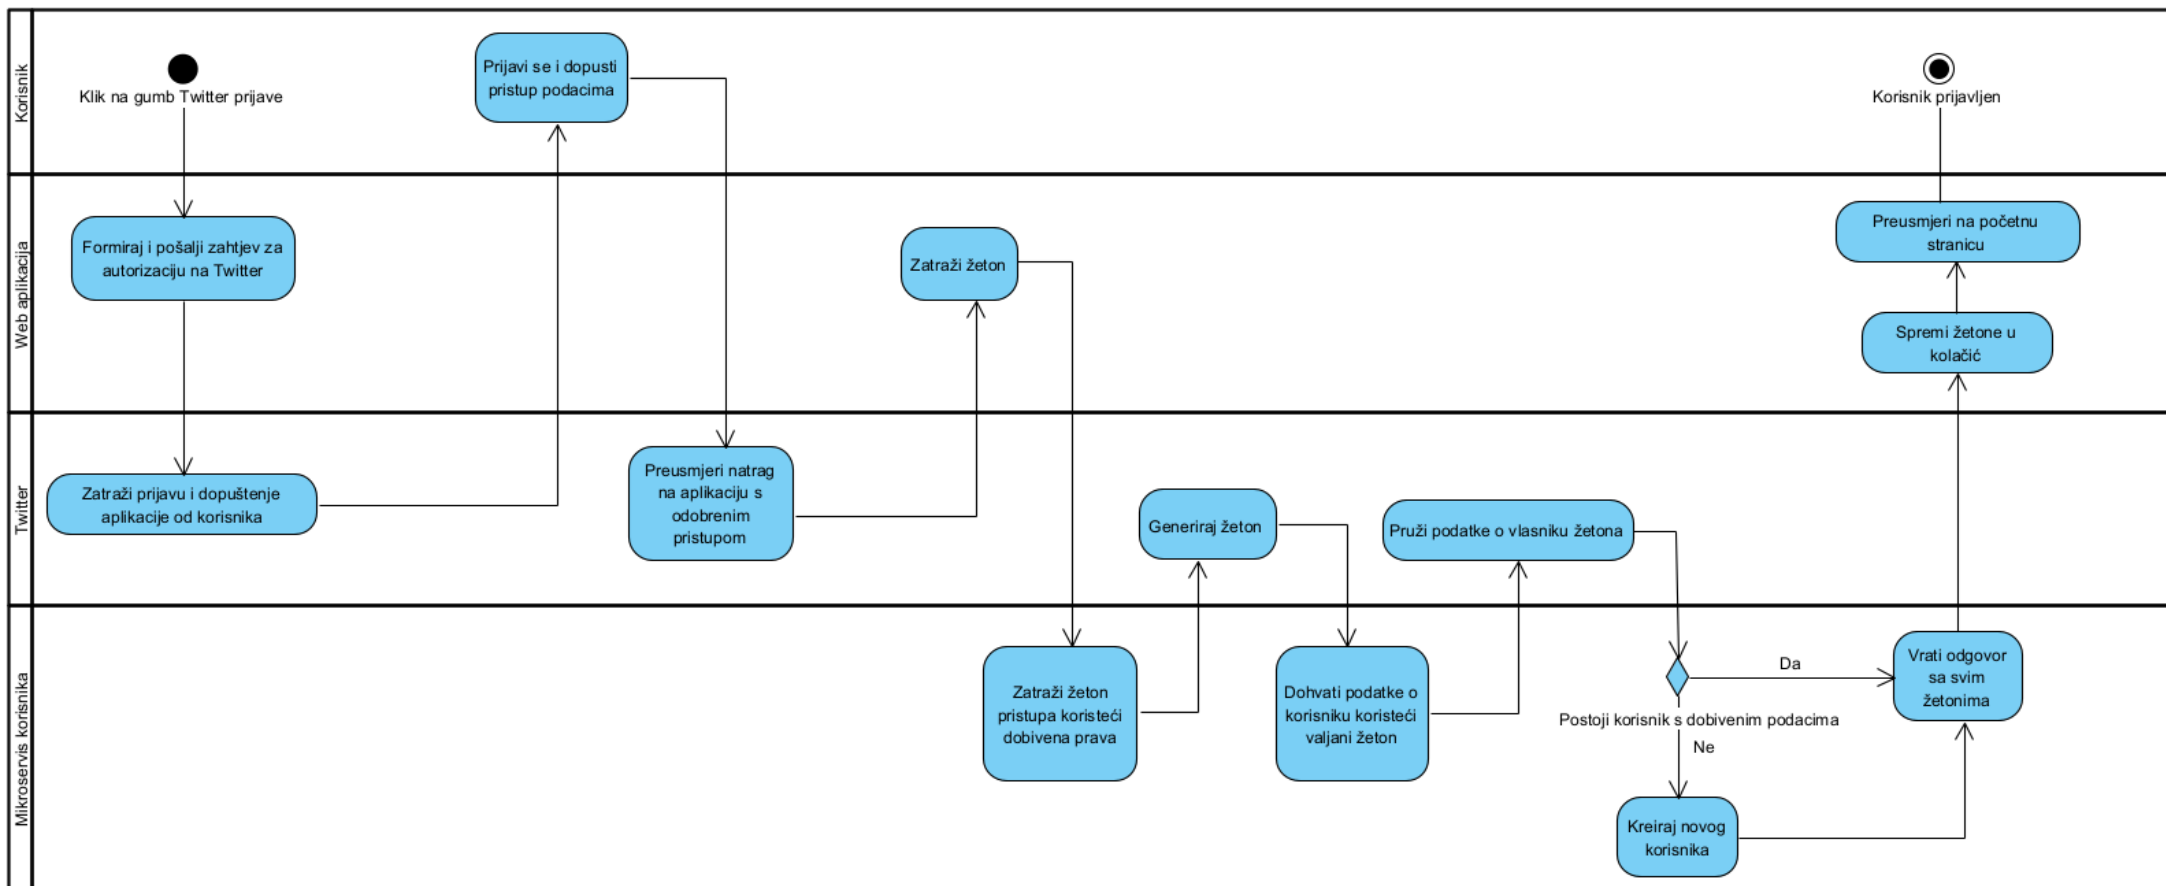 Korisnik
Klik na gumb Twitter prijave
Prijavi se i dopusti
pristup podacima
Korisnik prijavljen
Web aplikacija
Formiraj i pošalji zahtjev za
autorizaciju na Twitter
Zatraži žeton
Preusmjeri na početnu
stranicu
Spremi žetone u
kolačić
Twitter
Zatraži prijavu i dopuštenje
aplikacije od korisnika
Preusmjeri natrag
na aplikaciju s
odobrenim
pristupom
Generiraj žeton
Pruži podatke o vlasniku žetona
Mikroservis korisnika
Zatraži žeton
pristupa koristeći
dobivena prava
Dohvati podatke o
korisniku koristeći
valjani žeton
Da
Postoji korisnik s dobivenim podacima
Ne
Vrati odgovor
sa svim
žetonima
Kreiraj novog
korisnika